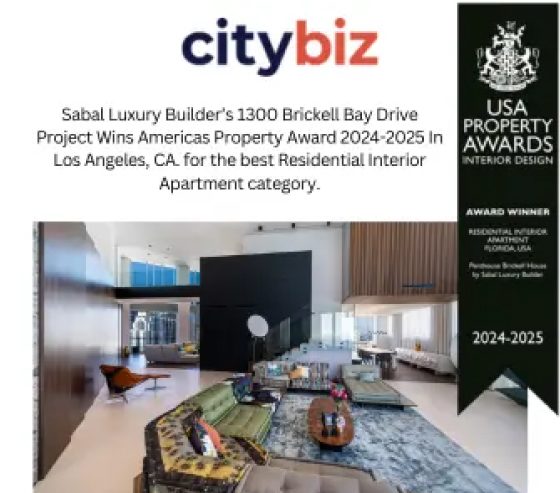 citybiz
Sabal Luxury Builder's 1300 Brickell Bay Drive
Project Wins Americas Property Award 2024-2025 In
Los Angeles, CA. for the best Residential Interior
Apartment category.
USA
PROPERTY
AWARDS
INTERIOR DESIGN
AWARD WINNER
RESIDENTIAL INTERIOR
APARTMENT
FLORIDA, USA
Penthouse Brickell House
by Sabal Luxury Builder
2024-2025